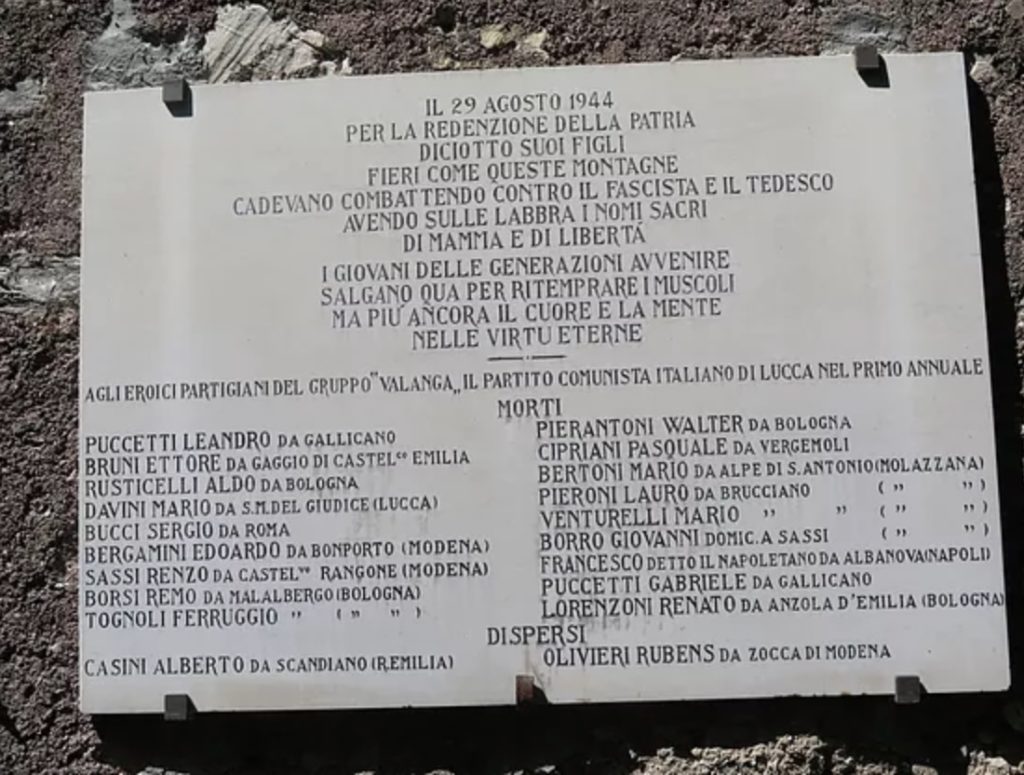 IL 29 AGOSTO 1944
PER LA REDENZIONE DELLA PATRIA
DICIOTTO SUOI FIGLI
FIERI COME QUESTE MONTAGNE
CADEVANO COMBATTENDO CONTRO IL FASCISTA E IL TEDESCO
AVENDO SULLE LABBRA I NOMI SACRI
DI MAMMA E DI LIBERTÁ
I GIOVANI DELLE GENERAZIONI AVVENIRE
SALGANO QUA PER RITEMPRARE I MUSCOLI
MA PIU' ANCORA IL CUORE E LA MENTE
NELLE VIRTU ETERNE
AGLI EROICI PARTIGIANI DEL GRUPPO "VALANGA„ IL PARTITO COMUNISTA ITALIANO DI LUCCA NEL PRIMO ANNUALE
MORTI
PUCCETTI LEANDRO DA GALLICANO
BRUNI ETTORE DA GAGGIO DI CASTEL.co EMILIA
RUSTICELLI ALDO DA BOLOGNA
DAVINI MARIO DA S.M.DEL GIUDICE (LUCCA)
BUCCI SERGIO DA ROMA
BERGAMINI EDOARDO DA BONPORTO (MODENA)
SASSI RENZO DA CASTEL.vo RANGONE (MODENA)
BORSI REMO DA MALALBERGO (BOLOGNA)
TOGNOLI FERRUGGIO " ( " " )
PIERANTONI WALTER DA BOLOGNA
CIPRIANI PASQUALE DA VERGEMOLI
BERTONI MARIO DA ALPE DI S. ANTONIO (MOLAZZANA)
PIERONI LAURO DA BRUCCIANO ( " " )
VENTURELLI MARIO " " ( " " )
BORRO GIOVANNI DOMIC. A SASSI ( " " )
FRANCESCO DETTO IL NAPOLETANO DA ALBANOVA (NAPOLI)
PUCCETTI GABRIELE DA GALLICANO
LORENZONI RENATO DA ANZOLA D'EMILIA (BOLOGNA)
DISPERSI
CASINI ALBERTO DA SCANDIANO (R.EMILIA)
OLIVIERI RUBENS DA ZOCCA DI MODENA